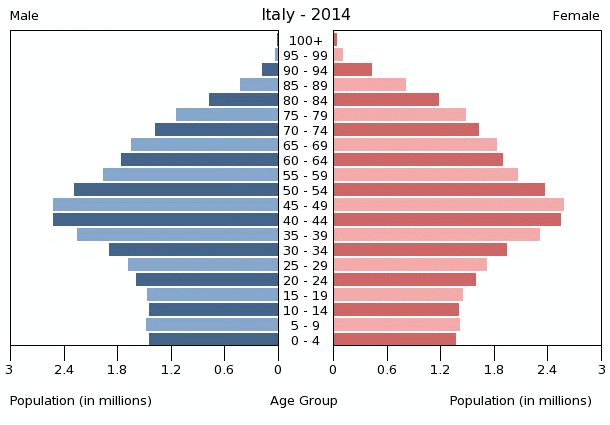 Male Italy - 2014 Female
100+
95 - 99
90 - 94
85 - 89
80 - 84
75 - 79
70 - 74
65 - 69
60 - 64
55 - 59
50 - 54
45 - 49
40 - 44
35 - 39
30 - 34
25 - 29
20 - 24
15 - 19
10 - 14
5 - 9
0 - 4
3 2.4 1.8 1.2 0.6 0 0 0.6 1.2 1.8 2.4 3
Population (in millions) Age Group Population (in millions)